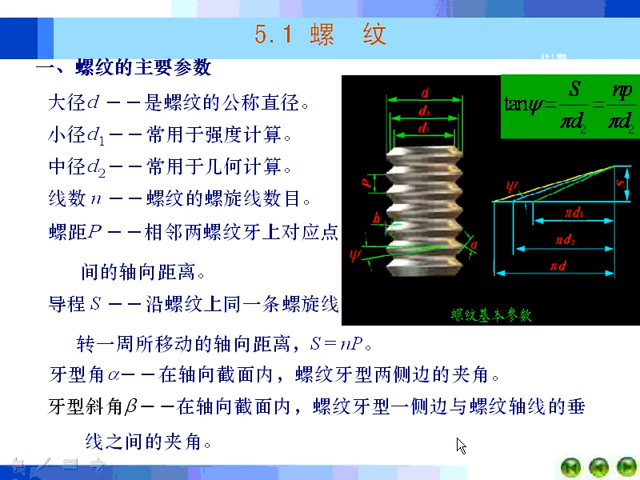 5.1 螺 纹
一、螺纹的主要参数
大径d －－是螺纹的公称直径。
小径d1－－常用于强度计算。
中径d2－－常用于几何计算。
线数 n －－螺纹的螺旋线数目。
螺距P －－相邻两螺纹牙上对应点
间的轴向距离。
导程 S －－沿螺纹上同一条螺旋线
转一周所移动的轴向距离，S = nP。
牙型角α－－在轴向截面内，螺纹牙型两侧边的夹角。
牙型斜角β－－在轴向截面内，螺纹牙型一侧边与螺纹轴线的垂
线之间的夹角。
tanψ = S/πd2 = np/πd2
d
d2
d1
P
h
ψ
α
ψ
S
πd1
πd2
πd
螺纹基本参数